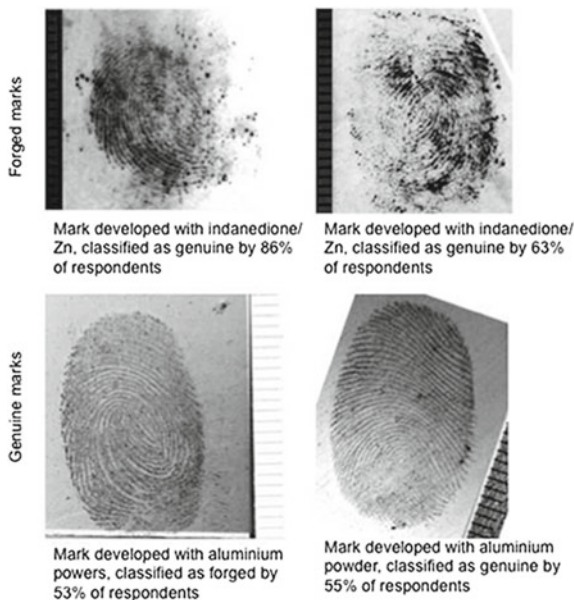 Forged marks
Mark developed with indanedione/
Zn, classified as genuine by 86%
of respondents
Mark developed with indanedione/
Zn, classified as genuine by 63%
of respondents
Genuine marks
Mark developed with aluminium
powers, classified as forged by
53% of respondents
Mark developed with aluminium
powder, classified as genuine by
55% of respondents